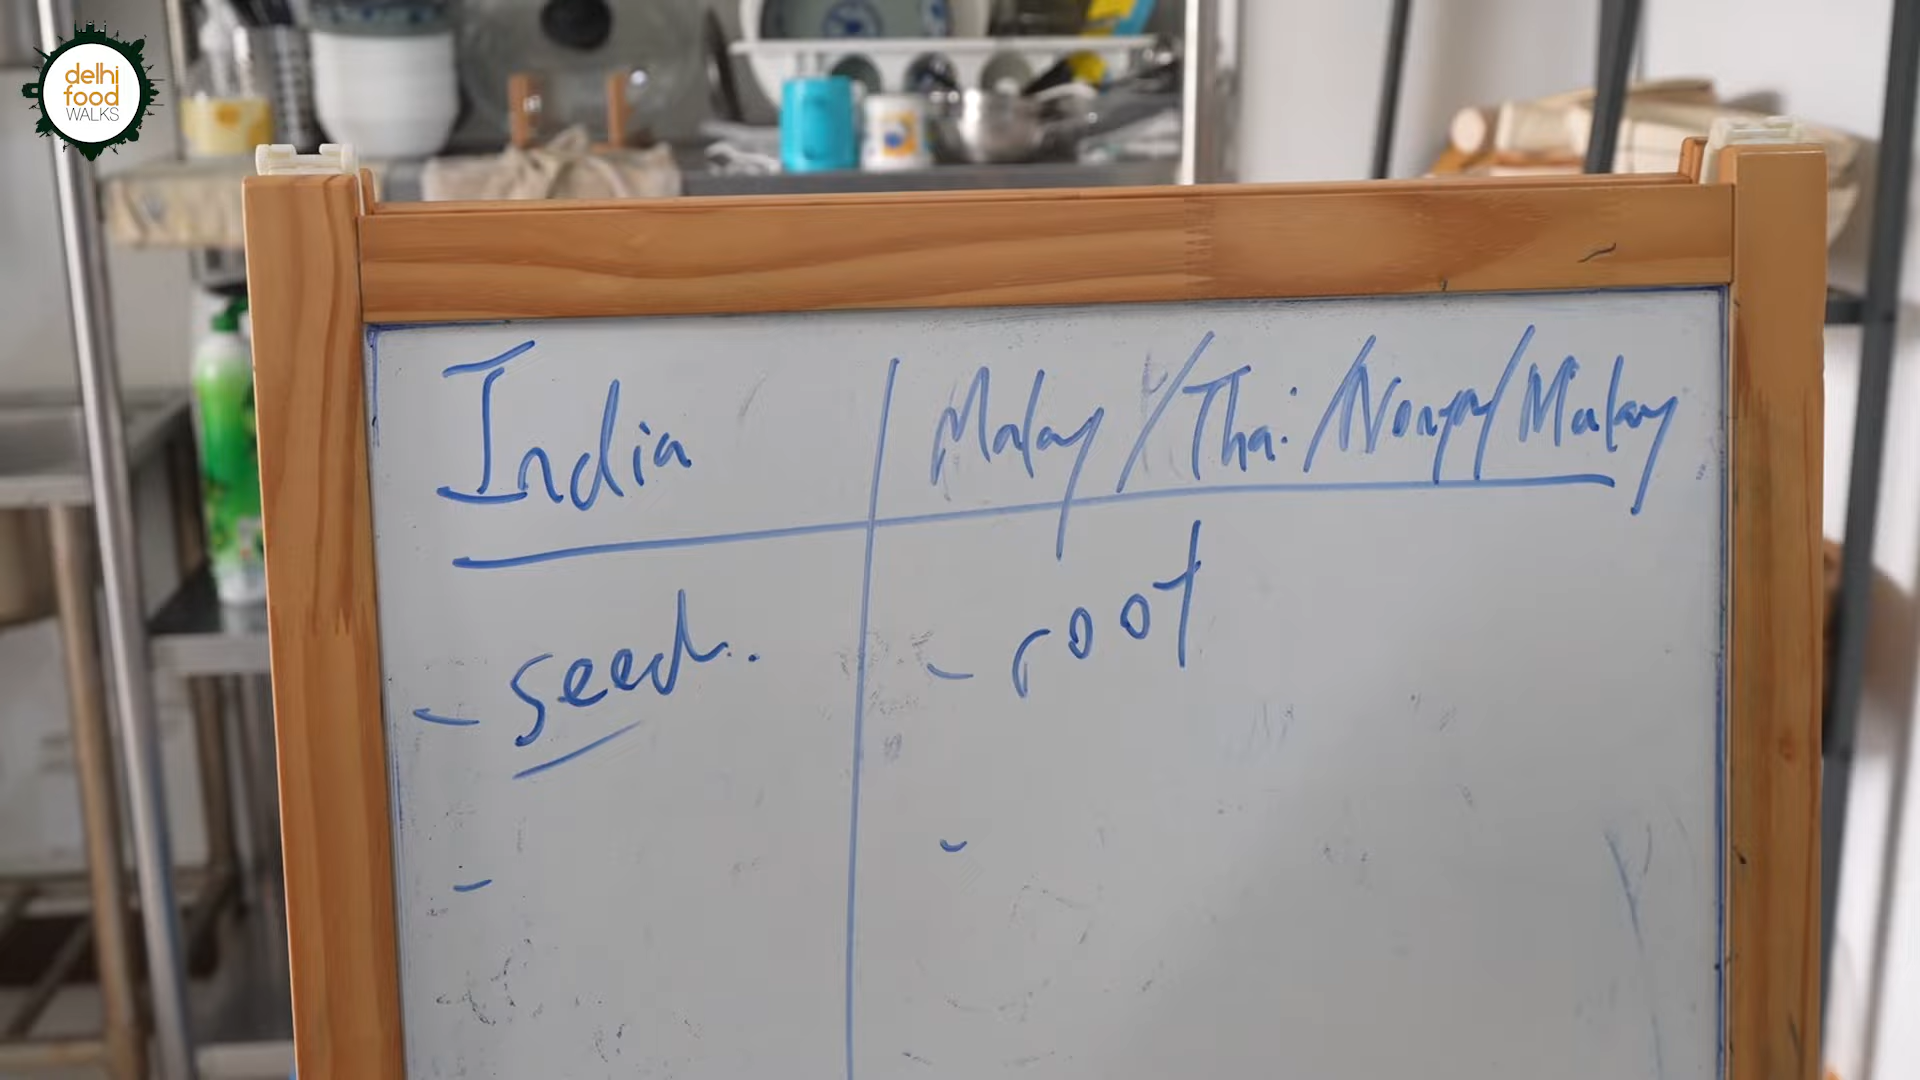 delhi
food
WALKS
India
Malay / Thai / Nonya / Malay
- seed.
- root
-
-